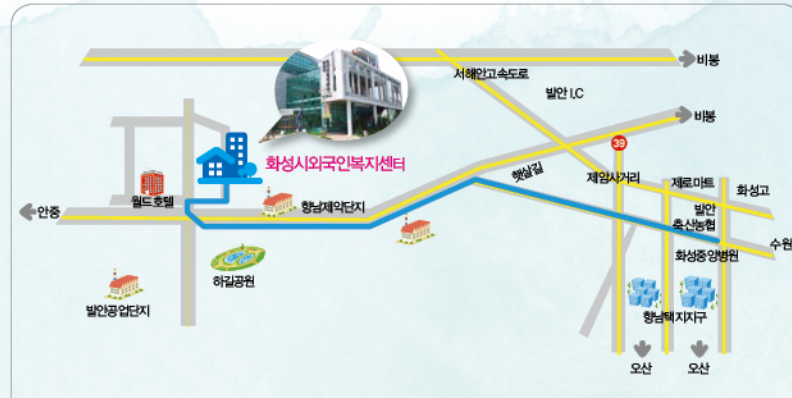 비봉
서해안고속도로
발안 I.C
비봉
39
화성시외국인복지센터
햇살길
제암사거리
제로마트
화성고
안중
월드호텔
향남제약단지
발안
축산농협
수원
화성중앙병원
하길공원
발안공업단지
향남택지지구
오산
오산